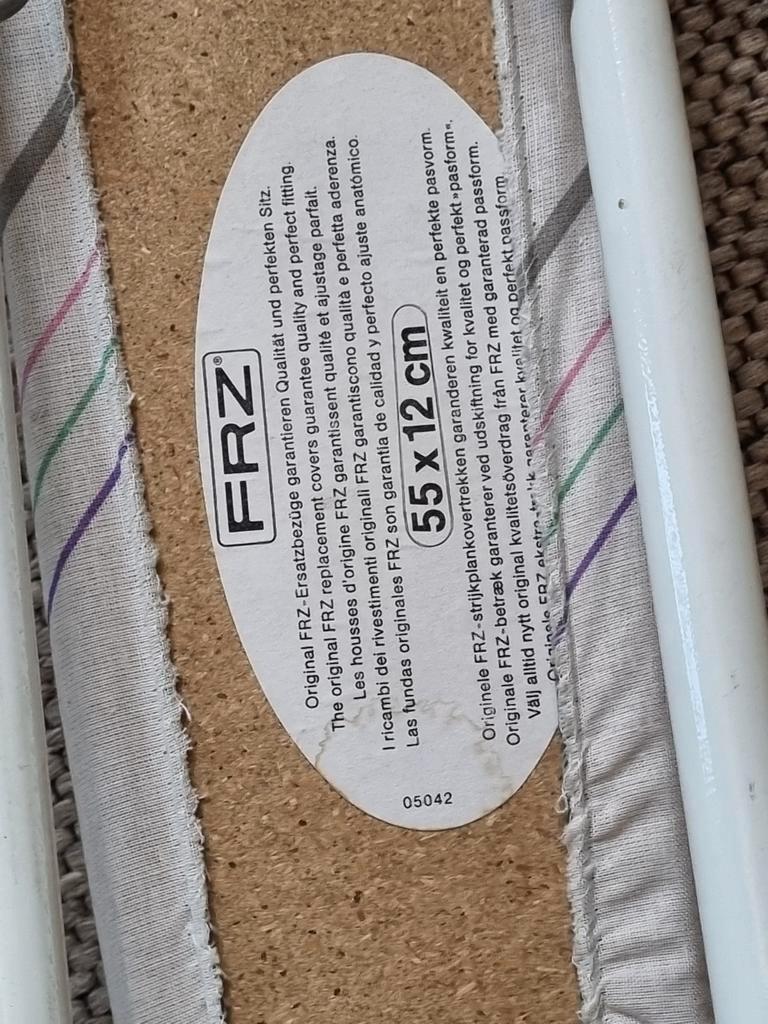 FRZ®
Original FRZ-Ersatzbezüge garantieren Qualität und perfekten Sitz.
The original FRZ replacement covers guarantee quality and perfect fitting.
Les housses d'origine FRZ garantissent qualité et ajustage parfait.
I ricambi dei rivestimenti originali FRZ garantiscono qualità e perfetta aderenza.
Las fundas originales FRZ son garantia de calidad y perfecto ajuste anatómico.
55 x 12 cm
Originele FRZ-strijkplankovertrekken garanderen kwaliteit en perfekte pasvorm.
Originale FRZ-betræk garanterer ved udskiftning for kvalitet og perfekt »pasform«.
Välj alltid nytt original kvalitetsöverdrag från FRZ med garanterad passform.
Originale FRZ kvalitet og perfekt passform
05042